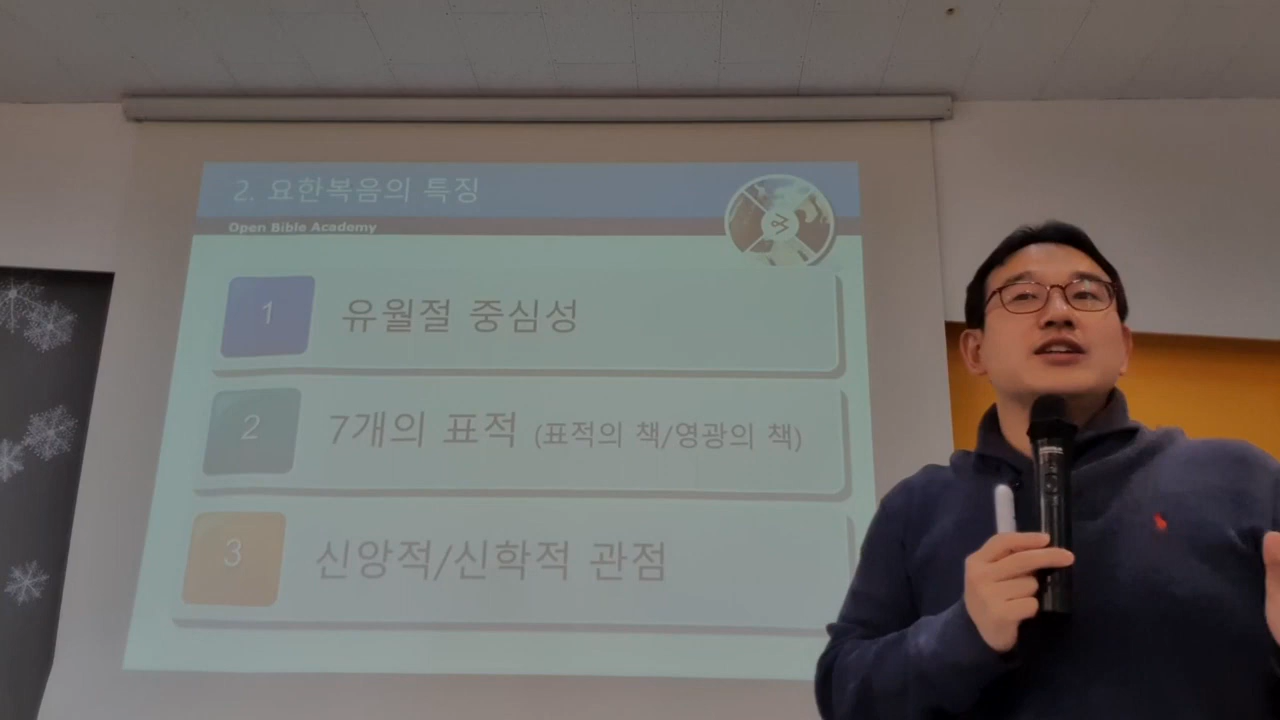 2. 요한복음의 특징
Open Bible Academy
1 유월절 중심성
2 7개의 표적 (표적의 책/영광의 책)
3 신앙적/신학적 관점